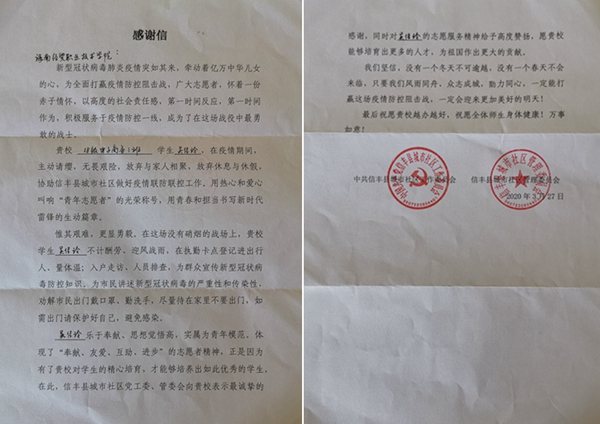 感谢信
海南经贸职业技术学院：
新型冠状病毒肺炎疫情突如其来，牵动着亿万中华儿女
的心，为全面打赢疫情防控阻击战，广大志愿者，怀着一份
赤子情怀，以高度的社会责任感，第一时间反应，第一时间
作为，积极服务于疫情防控一线，成为了在这场战役中最勇
敢的战士。
贵校 电子商务 班 学生 ，在疫情期间，
主动请缨，无畏艰险，放弃与家人相聚，放弃休息与休假，
协助信丰县城市社区做好疫情联防联控工作。用热心和爱心
叫响“青年志愿者”的光荣称号，用青春和担当书写新时代
雷锋的生动篇章。
惟其艰难，更显勇毅，在这场没有硝烟的战场上，贵校
学生 不计酬劳、迎风战雨，在执勤卡点登记进出行
人、量体温；入户走访、人员排查，为群众宣传新型冠状病
毒防控知识，为市民讲述新型冠状病毒的严重性和传染性，
劝解市民出门戴口罩、勤洗手，尽量待在家里不要出门，如
需出门请保护好自己，避免感染。
乐于奉献、思想觉悟高，实属为青年模范，体
现了“奉献、友爱、互助、进步”的志愿者精神，正是因为
有了贵校对学生的精心培育，才能够培养出如此优秀的学生，
在此，信丰县城市社区党工委、管委会向贵校表示最诚挚的
感谢，同时对 的志愿服务精神给予高度赞扬，愿贵校
能够培育出更多的人才，为祖国作出更大的贡献。
我们坚信，没有一个冬天不可逾越，没有一个春天不会
来临，只要我们风雨同舟、众志成城，勠力同心，一定能打
赢这场疫情防控阻击战，一定会迎来更加美好的明天！
最后祝愿贵校越办越好，祝愿全体师生身体健康！万事
如意！
中共信丰县城市社区工作委员会 信丰县城市社区管理委员会
2020年3月27日